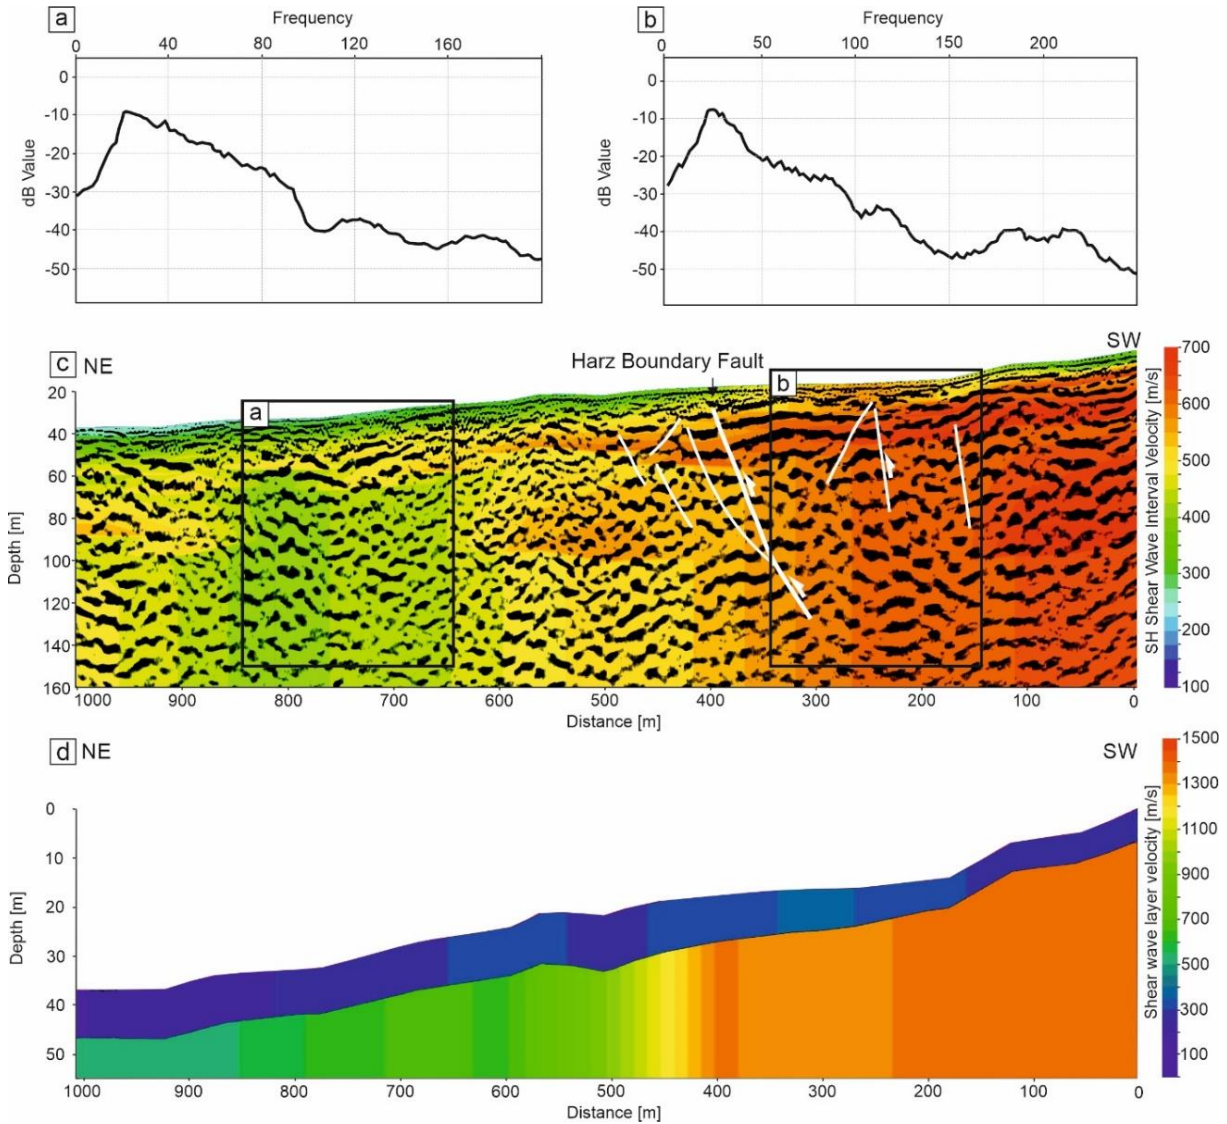 a
Frequency
0 40 80 120 160
0
-10
-20
-30
-40
-50
dB Value
b
Frequency
0 50 100 150 200
0
-10
-20
-30
-40
-50
dB Value
c NE
Harz Boundary Fault
SW
a
b
20
40
60
80
100
120
140
160
Depth [m]
1000 900 800 700 600 500 400 300 200 100 0
Distance [m]
700
600
500
400
300
200
100
SH Shear Wave Interval Velocity [m/s]
d NE
SW
0
10
20
30
40
50
Depth [m]
1000 900 800 700 600 500 400 300 200 100 0
Distance [m]
1500
1300
1100
900
700
500
300
100
Shear wave layer velocity [m/s]